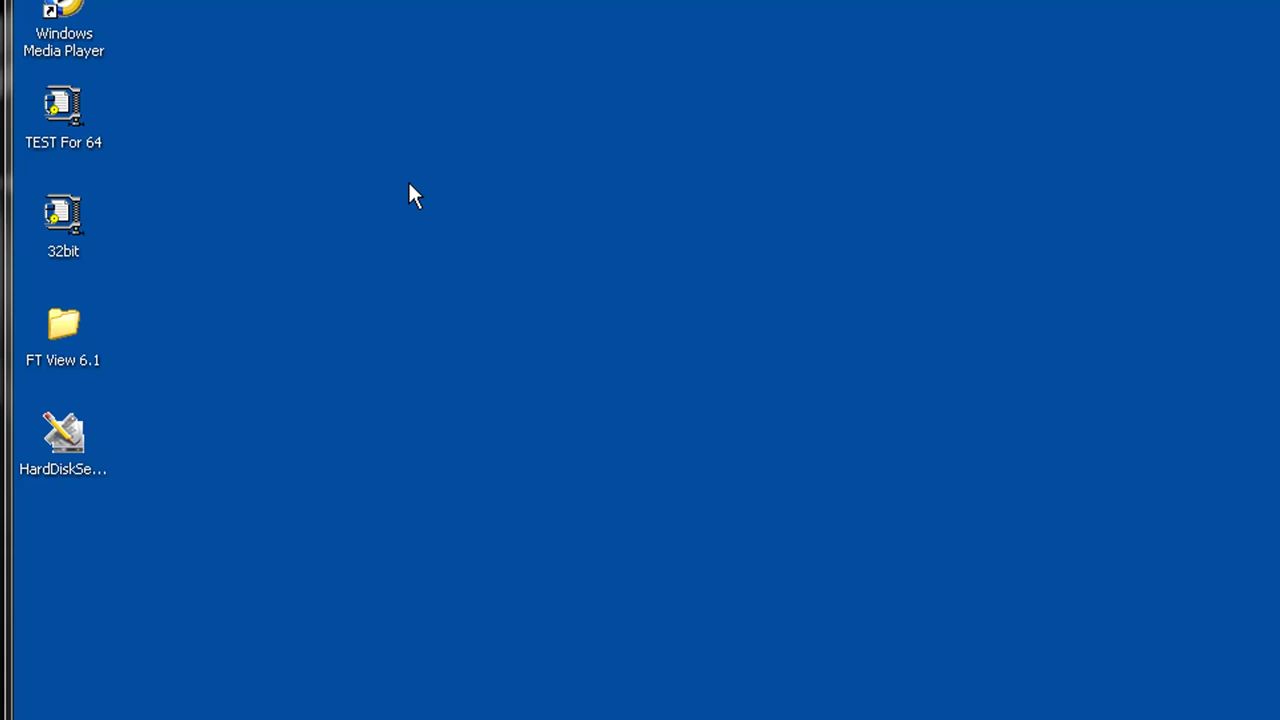 Windows
Media Player
TEST For 64
32bit
FT View 6.1
HardDiskSe...